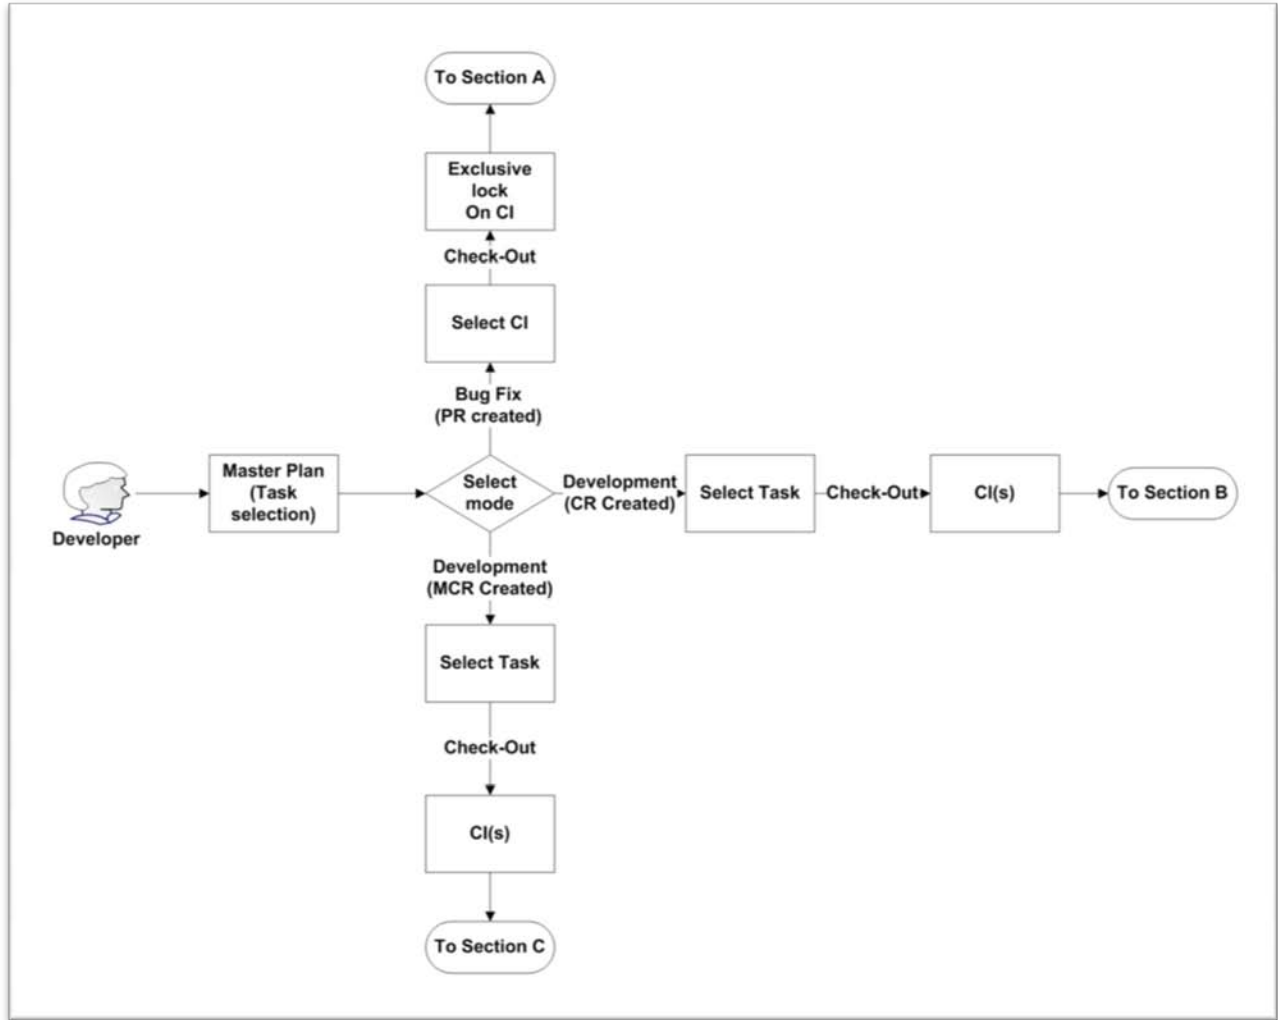 To Section A
Exclusive
lock
On CI
Check-Out
Select CI
Bug Fix
(PR created)
Developer
Master Plan
(Task
selection)
Select
mode
Development
(CR Created)
Select Task
Check-Out
CI(s)
To Section B
Development
(MCR Created)
Select Task
Check-Out
CI(s)
To Section C